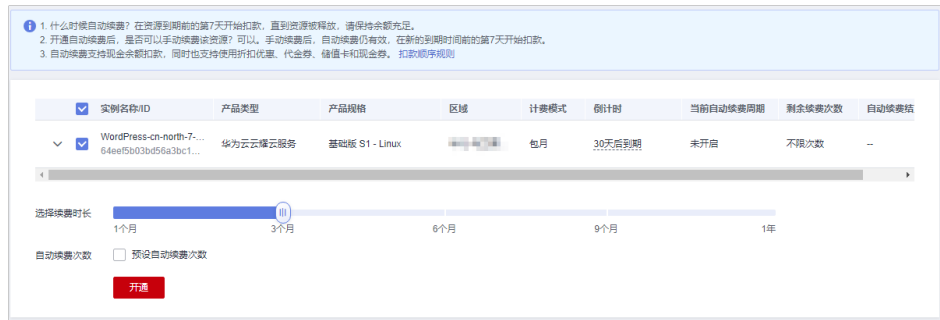 1. 什么时候自动续费？在资源到期前的第7天开始扣款，直到资源被释放，请保持余额充足。
2. 开通自动续费后，是否可以手动续费该资源？可以。手动续费后，自动续费仍有效，在新的到期时间前的第7天开始扣款。
3. 自动续费支持现金余额扣款，同时也支持使用折扣优惠、代金券、储值卡和现金券。 扣款顺序规则
实例名称/ID 产品类型 产品规格 区域 计费模式 倒计时 当前自动续费周期 剩余续费次数 自动续费结
WordPress-cn-north-7-... 华为云云耀云服务 基础版 S1 - Linux 包月 30天后到期 未开启 不限次数 --
64eef5b03bd56a3bc1...
选择续费时长
1个月 3个月 6个月 9个月 1年
自动续费次数 预设自动续费次数
开通